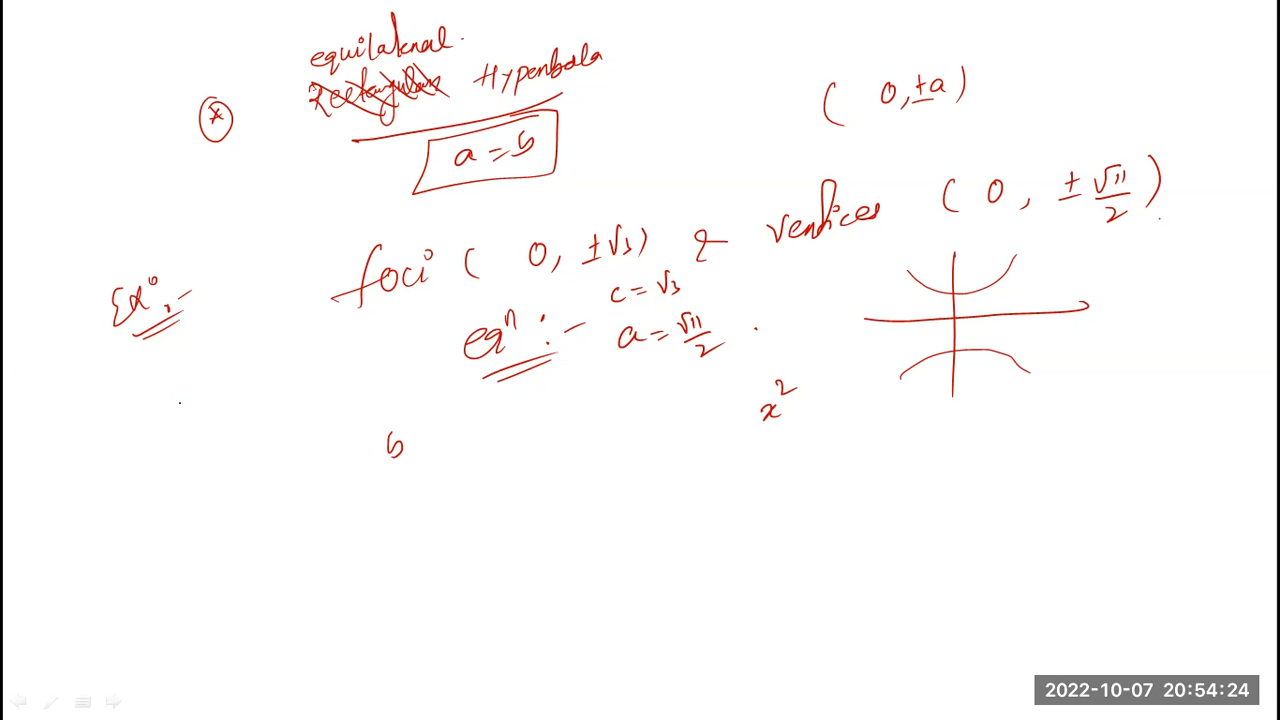 equilateral.
Rectangular Hyperbola
* a = b
(0, ±a)
Ex:- foci (0, ±√3) & vertices (0, ±√11/2)
c = √3
eqⁿ :- a = √11/2 .
x²
b
2022-10-07 20:54:24